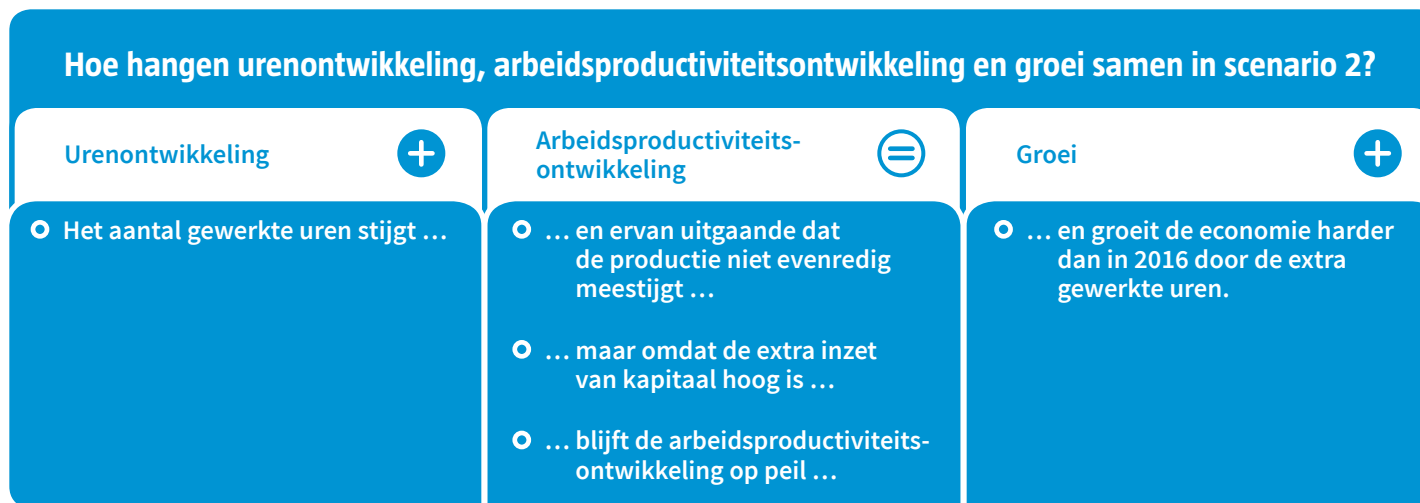 Hoe hangen urenontwikkeling, arbeidsproductiviteitsontwikkeling en groei samen in scenario 2?
Urenontwikkeling
Het aantal gewerkte uren stijgt …
Arbeidsproductiviteits-
ontwikkeling
… en ervan uitgaande dat
de productie niet evenredig
meestijgt …
… maar omdat de extra inzet
van kapitaal hoog is …
… blijft de arbeidsproductiviteits-
ontwikkeling op peil …
Groei
… en groeit de economie harder
dan in 2016 door de extra
gewerkte uren.